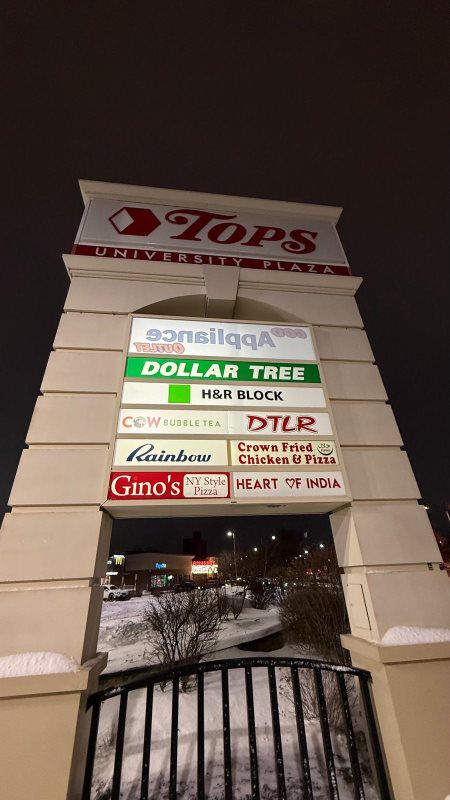 TOPS
UNIVERSITY PLAZA
COD Appliance
OUTLET
DOLLAR TREE
H&R BLOCK
COW BUBBLE TEA
DTLR
Rainbow
Crown Fried
Chicken & Pizza
Gino's NY Style
Pizza
HEART OF INDIA